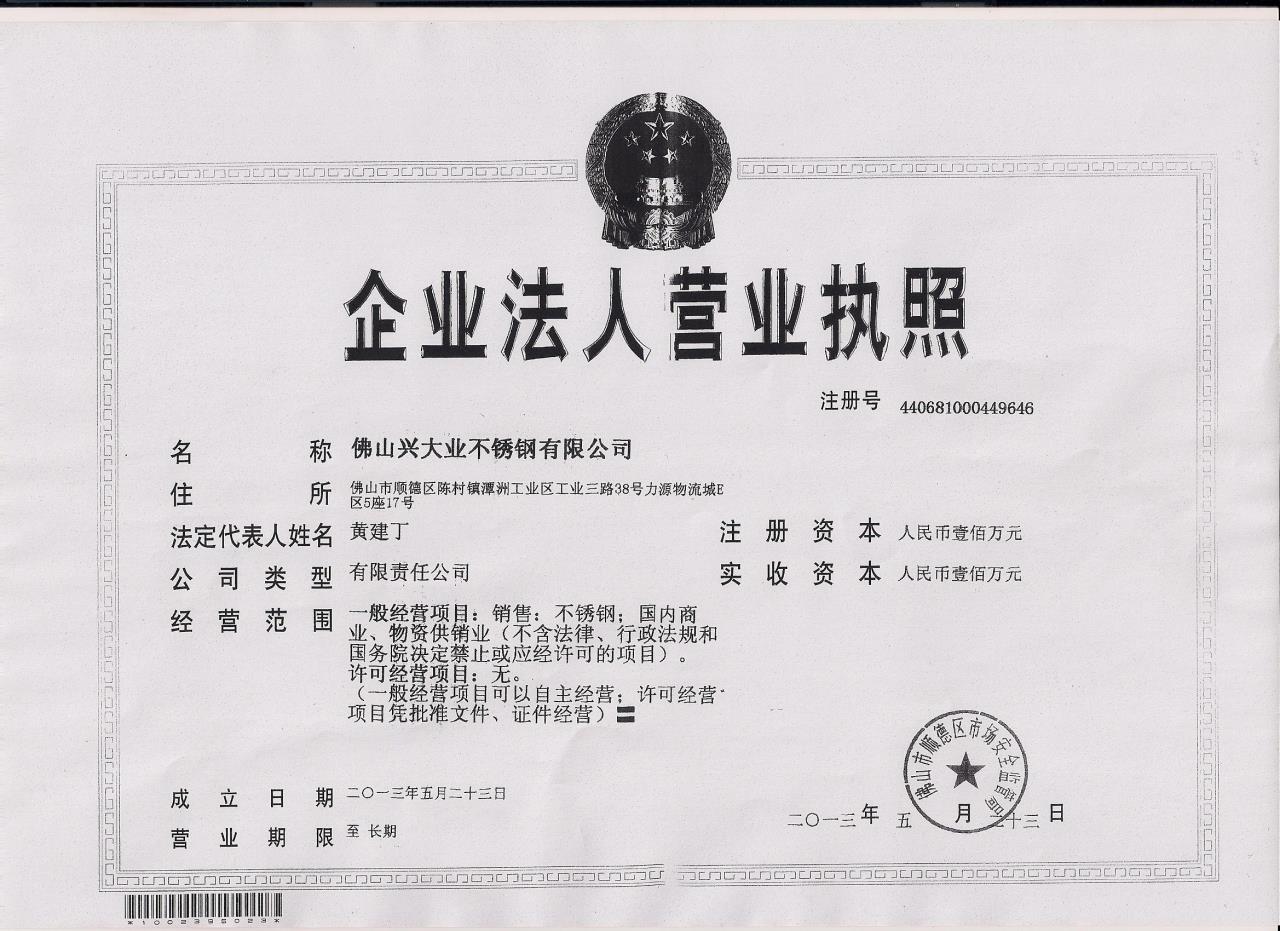 企业法人营业执照
注册号 440681000449646
名称 佛山兴大业不锈钢有限公司
住所 佛山市顺德区陈村镇潭洲工业区工业三路38号力源物流城E
区5座17号
法定代表人姓名 黄建丁 注册资本 人民币壹佰万元
公司类型 有限责任公司 实收资本 人民币壹佰万元
经营范围 一般经营项目：销售：不锈钢；国内商
业、物资供销业（不含法律、行政法规和
国务院决定禁止或应经许可的项目）。
许可经营项目：无。
（一般经营项目可以自主经营；许可经营
项目凭批准文件、证件经营）〓
佛山市顺德区市场安全监督
成立日期 二〇一三年五月二十三日
二〇一三年 五 月 二十三日
营业期限 至 长期